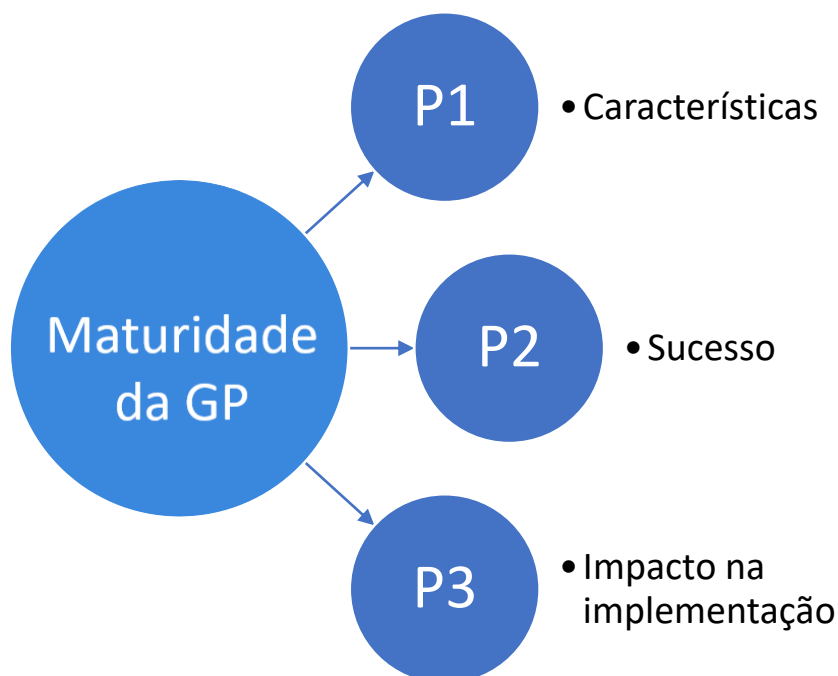 P1
• Características
Maturidade
da GP
P2
• Sucesso
P3
• Impacto na
implementação